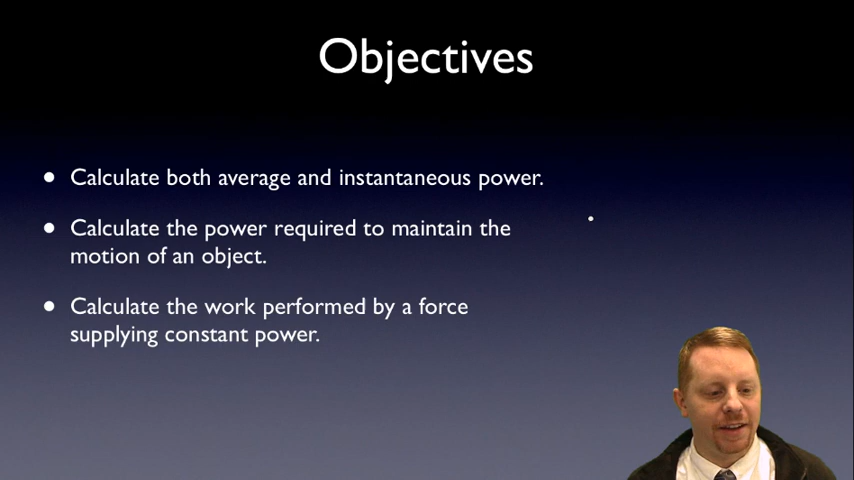 Objectives
• Calculate both average and instantaneous power.
• Calculate the power required to maintain the
motion of an object.
• Calculate the work performed by a force
supplying constant power.